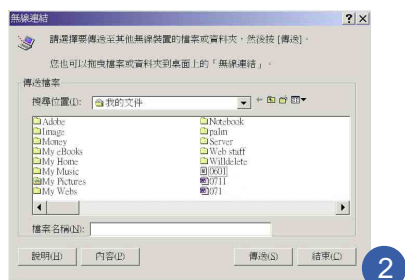 無線連結
請選擇要傳送至其他無線裝置的檔案或資料夾，然後按 [傳送]。
您也可以拖曳檔案或資料夾到桌面上的「無線連結」。
傳送檔案
搜尋位置(I): 我的文件
Adobe
Image
Money
My eBooks
My Home
My Music
My Pictures
My Webs
Notebook
palm
Server
Web staff
Willdelete
0601
0711
071
檔案名稱(N):
說明(H) 內容(P) 傳送(S) 結束(C)
2